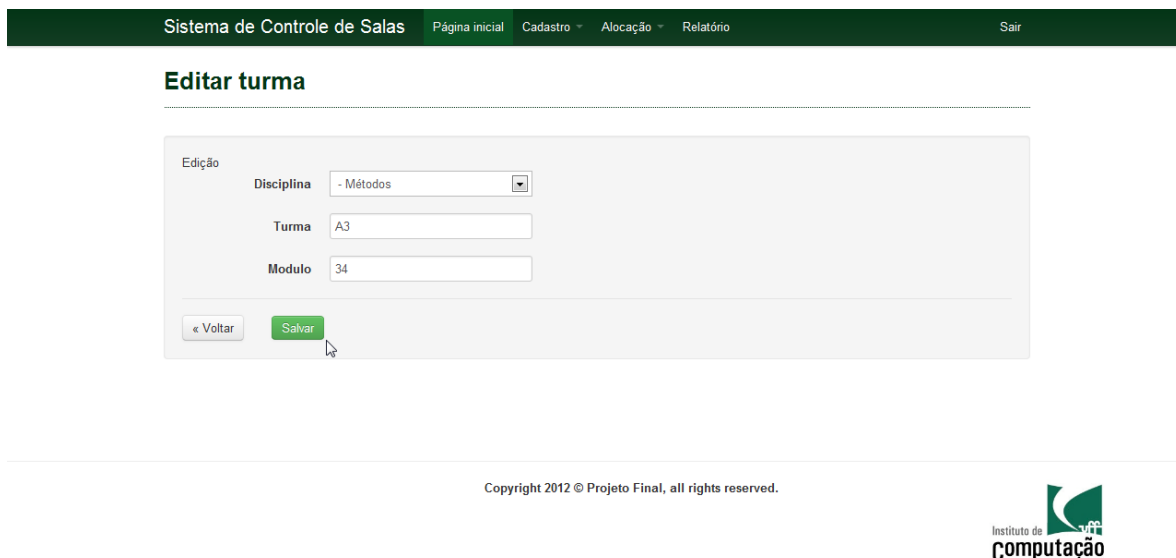 Sistema de Controle de Salas Página inicial Cadastro Alocação Relatório Sair
Editar turma
Edição
Disciplina - Métodos
Turma A3
Modulo 34
« Voltar Salvar
Copyright 2012 © Projeto Final, all rights reserved.
Instituto de uff
computação